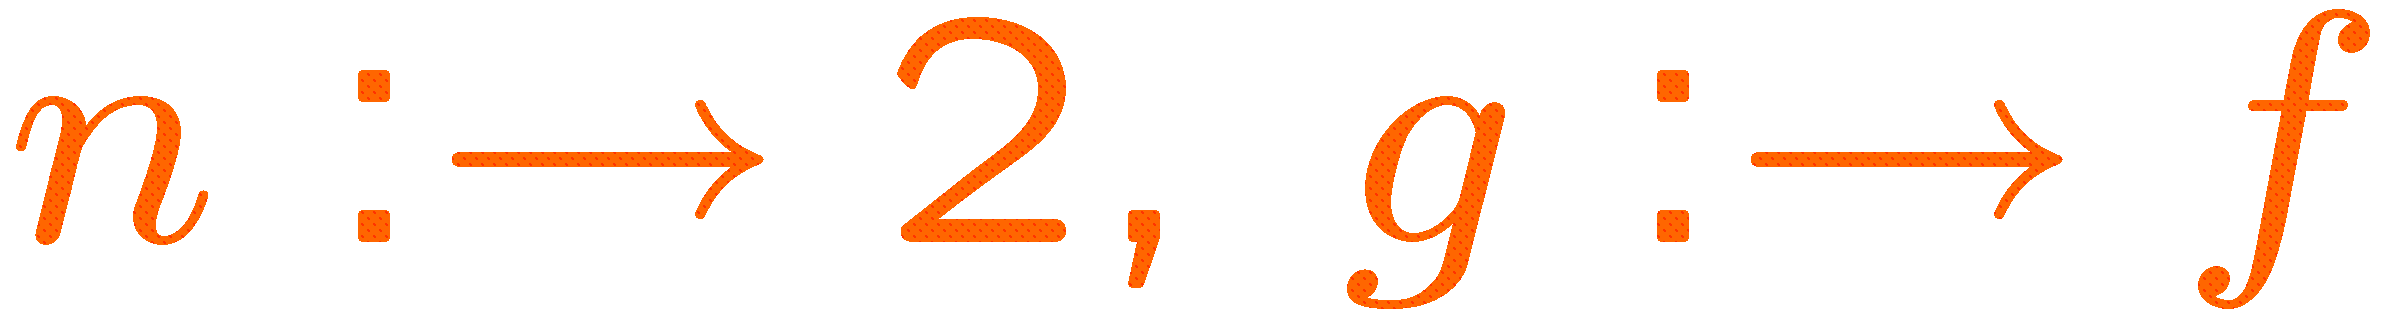 n :→ 2, g :→ f